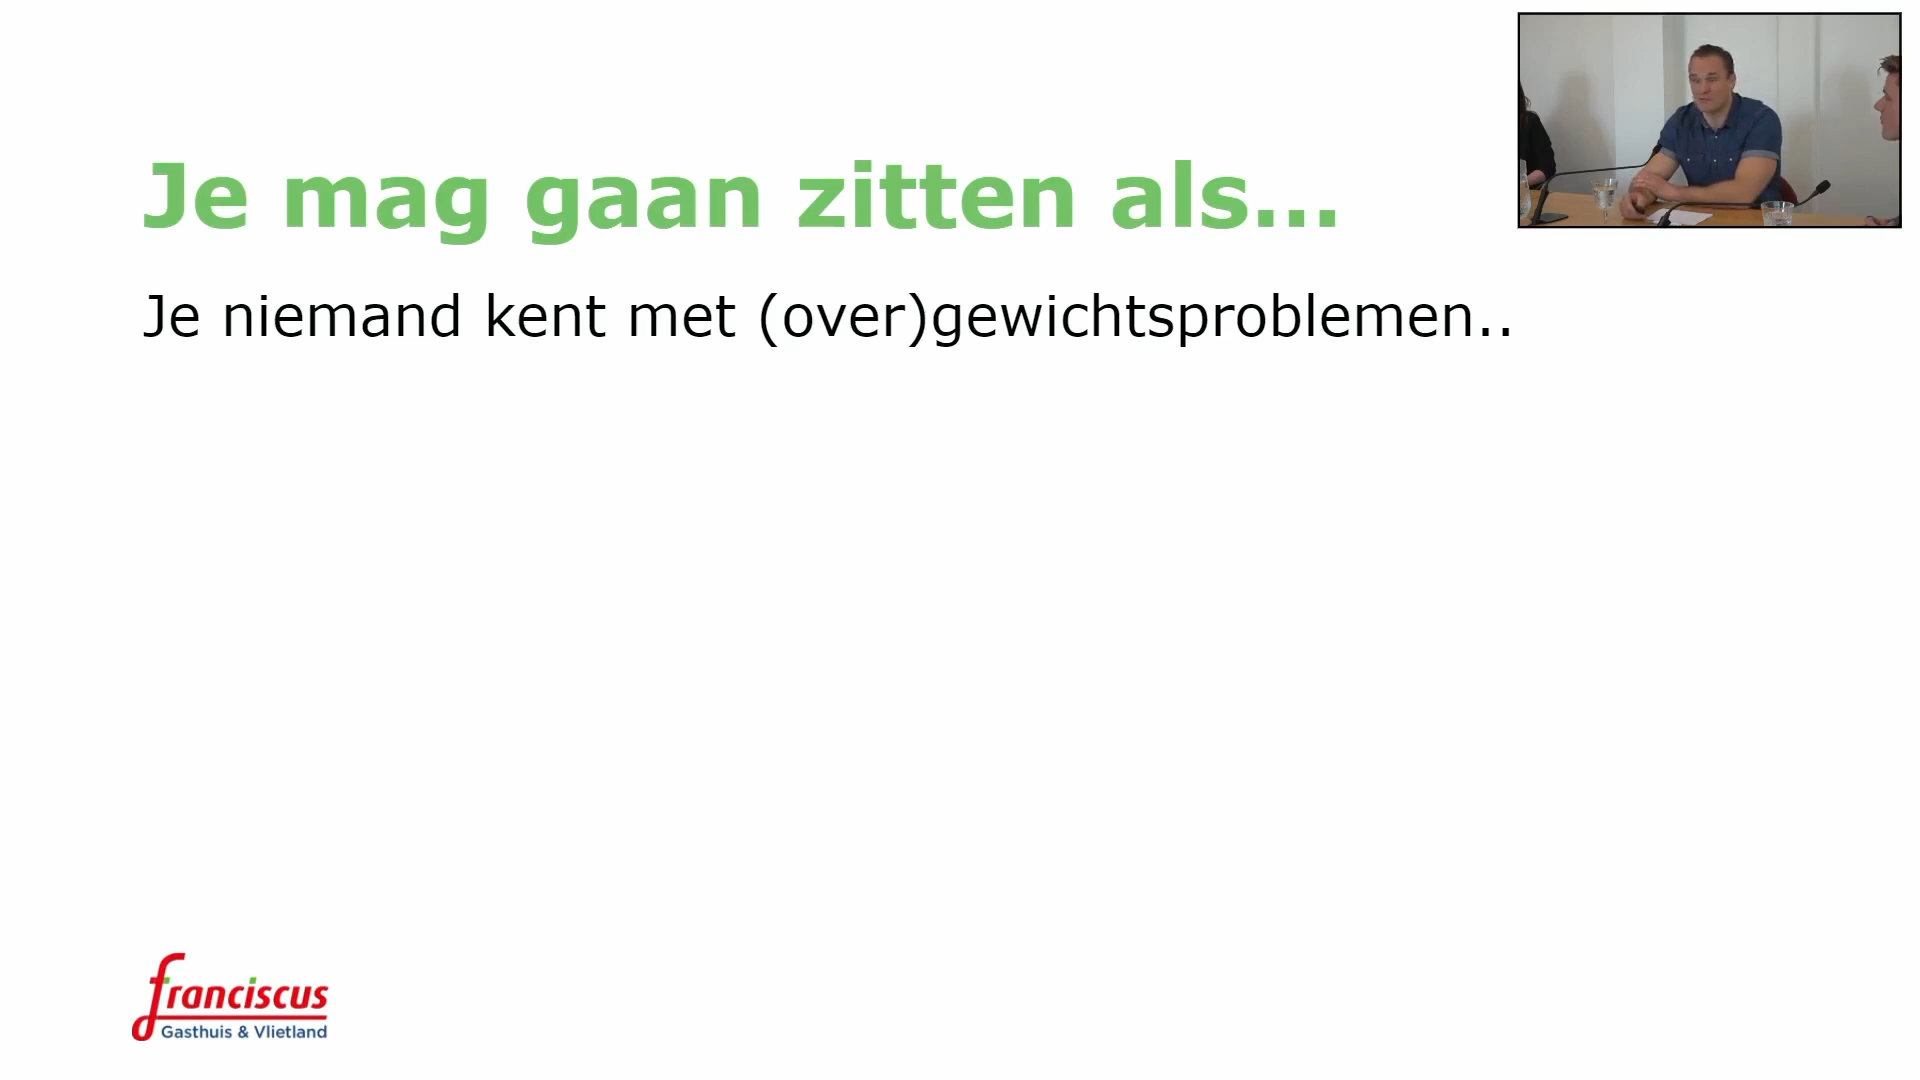 Je mag gaan zitten als...
Je niemand kent met (over)gewichtsproblemen..
franciscus
Gasthuis & Vlietland